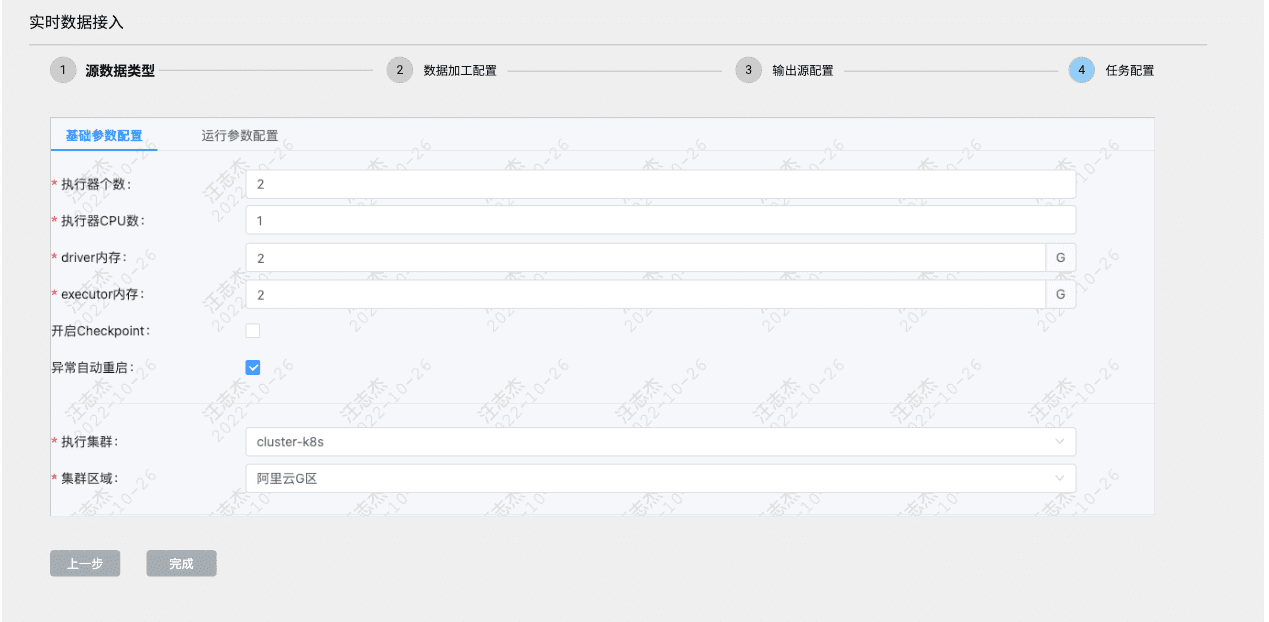 实时数据接入
1 源数据类型 2 数据加工配置 3 输出源配置 4 任务配置
基础参数配置 运行参数配置
* 执行器个数: 2
* 执行器CPU数: 1
* driver内存: 2 G
* executor内存: 2 G
开启Checkpoint:
异常自动重启:
* 执行集群: cluster-k8s
* 集群区域: 阿里云G区
上一步 完成
汪志杰
2022-10-26